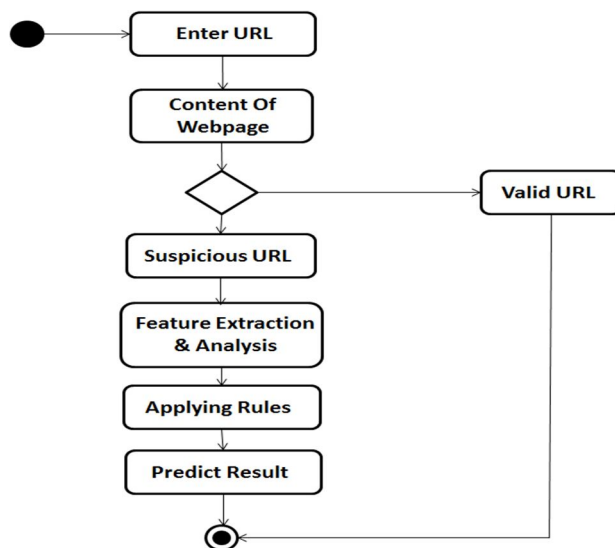 Enter URL
Content Of
Webpage
Valid URL
Suspicious URL
Feature Extraction
& Analysis
Applying Rules
Predict Result